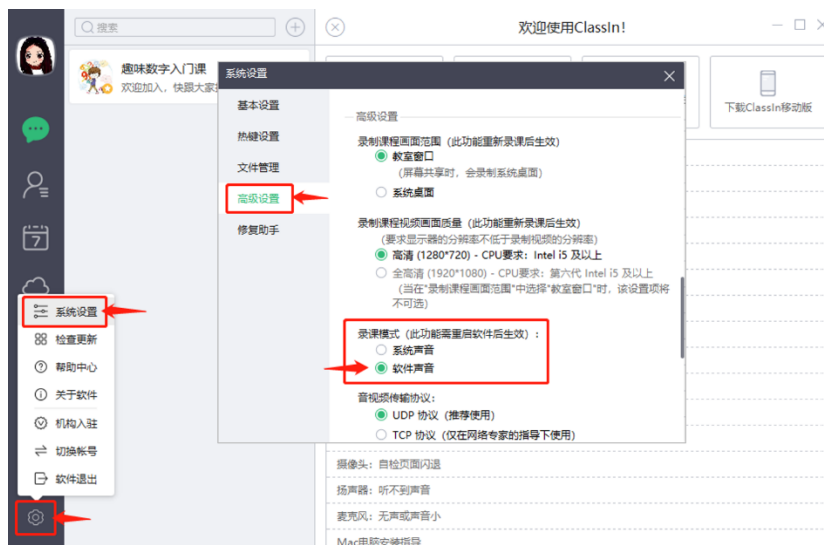 搜索
欢迎使用ClassIn!
趣味数字入门课
欢迎加入，快跟大家
下载ClassIn移动版
7
系统设置
基本设置
热键设置
文件管理
高级设置
修复助手
高级设置
录制课程画面范围（此功能重新录课后生效）
教室窗口
（屏幕共享时，会录制系统桌面）
系统桌面
录制课程视频画面质量（此功能重新录课后生效）
（要求显示器的分辨率不低于录制视频的分辨率）
高清 (1280*720) - CPU要求：Intel i5 及以上
全高清 (1920*1080) - CPU要求：第六代 Intel i5 及以上
（当在"录制课程画面范围"中选择"教室窗口"时，该设置项将
不可选）
录课模式（此功能需重启软件后生效）：
系统声音
软件声音
音视频传输协议：
UDP 协议（推荐使用）
TCP 协议（仅在网络专家的指导下使用）
系统设置
检查更新
帮助中心
关于软件
机构入驻
切换帐号
软件退出
摄像头：自检页面闪退
扬声器：听不到声音
麦克风：无声或声音小
Mac电脑安装指导